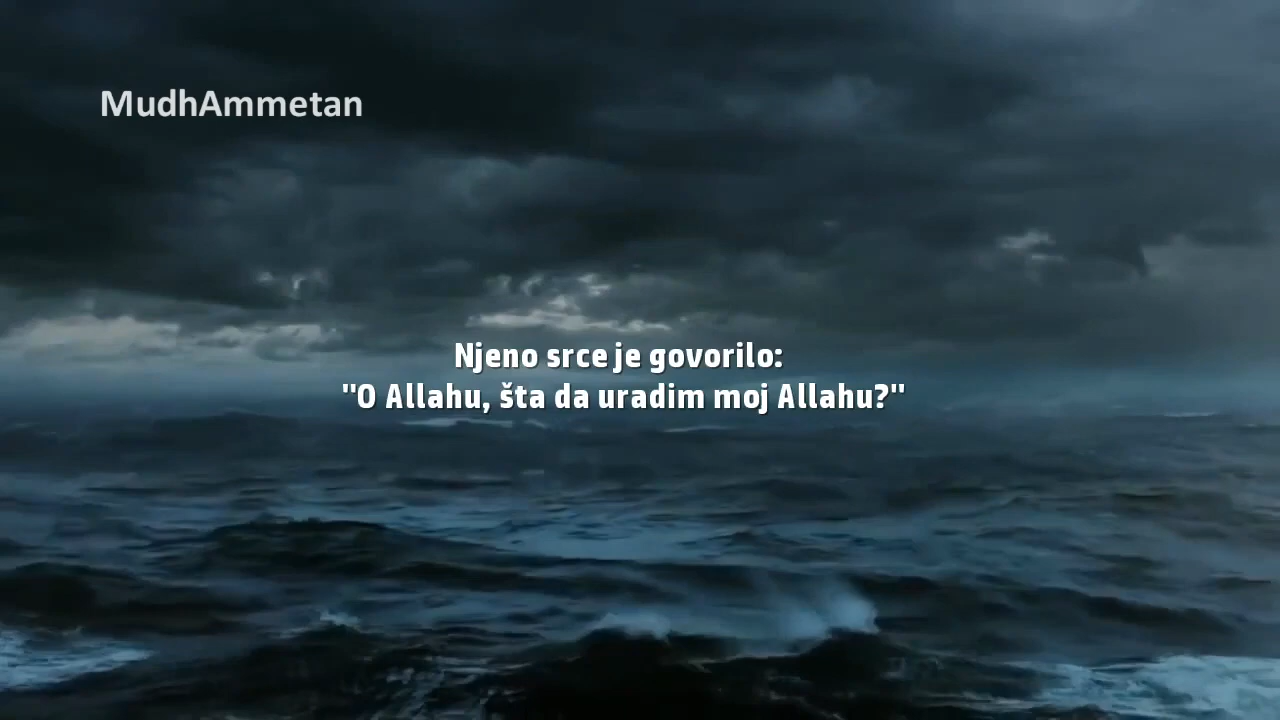 MudhAmmetan
Njeno srce je govorilo:
"O Allahu, šta da uradim moj Allahu?"